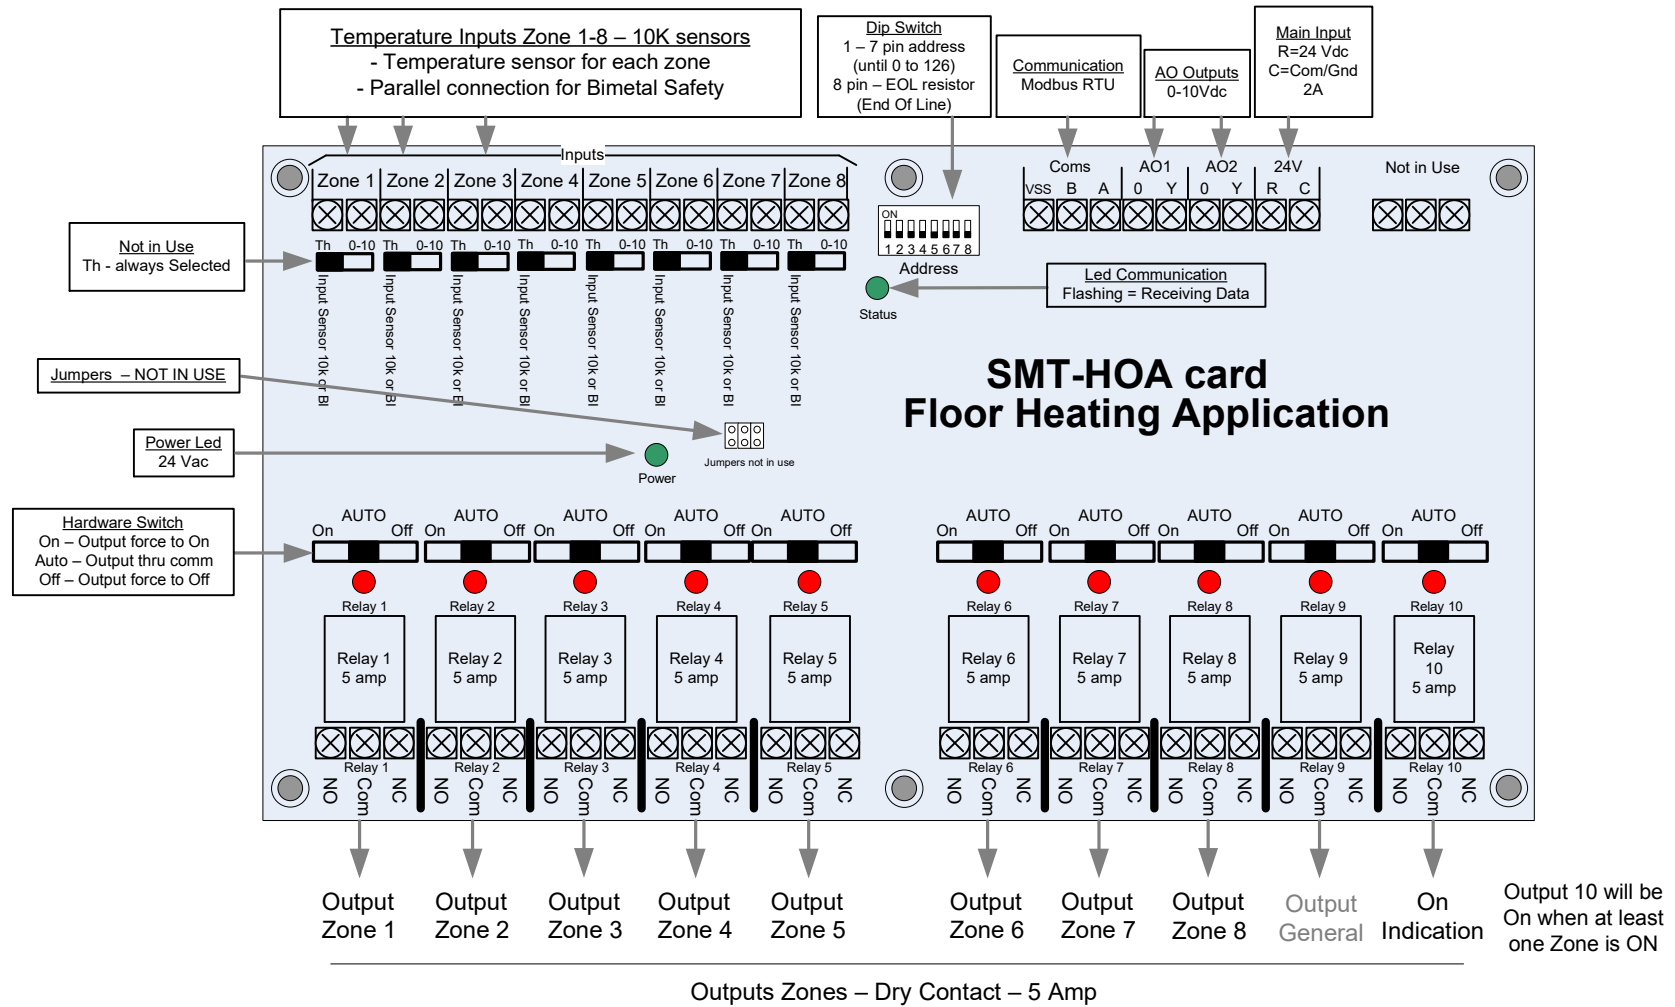 Temperature Inputs Zone 1-8 – 10K sensors
- Temperature sensor for each zone
- Parallel connection for Bimetal Safety
Dip Switch
1 – 7 pin address
(until 0 to 126)
8 pin – EOL resistor
(End Of Line)
Communication
Modbus RTU
AO Outputs
0-10Vdc
Main Input
R=24 Vdc
C=Com/Gnd
2A
Inputs
Zone 1 Zone 2 Zone 3 Zone 4 Zone 5 Zone 6 Zone 7 Zone 8
Coms AO1 AO2 24V Not in Use
VSS B A 0 Y 0 Y R C
ON
1 2 3 4 5 6 7 8
Address
Not in Use
Th - always Selected
Th 0-10 Th 0-10 Th 0-10 Th 0-10 Th 0-10 Th 0-10 Th 0-10 Th 0-10
Input Sensor 10k or BI
Input Sensor 10k or BI
Input Sensor 10k or BI
Input Sensor 10k or BI
Input Sensor 10k or BI
Input Sensor 10k or BI
Input Sensor 10k or BI
Input Sensor 10k or BI
Status
Led Communication
Flashing = Receiving Data
SMT-HOA card
Floor Heating Application
Jumpers – NOT IN USE
Jumpers not in use
Power Led
24 Vac
Power
Hardware Switch
On – Output force to On
Auto – Output thru comm
Off – Output force to Off
AUTO AUTO AUTO AUTO AUTO AUTO AUTO AUTO AUTO AUTO
On Off On Off On Off On Off On Off On Off On Off On Off On Off On Off
Relay 1 Relay 2 Relay 3 Relay 4 Relay 5 Relay 6 Relay 7 Relay 8 Relay 9 Relay 10
Relay 1
5 amp
Relay 2
5 amp
Relay 3
5 amp
Relay 4
5 amp
Relay 5
5 amp
Relay 6
5 amp
Relay 7
5 amp
Relay 8
5 amp
Relay 9
5 amp
Relay
10
5 amp
Relay 1 Relay 2 Relay 3 Relay 4 Relay 5 Relay 6 Relay 7 Relay 8 Relay 9 Relay 10
NO Com NC NO Com NC NO Com NC NO Com NC NO Com NC NO Com NC NO Com NC NO Com NC NO Com NC NO Com NC
Output
Zone 1
Output
Zone 2
Output
Zone 3
Output
Zone 4
Output
Zone 5
Output
Zone 6
Output
Zone 7
Output
Zone 8
Output
General
On
Indication
Output 10 will be
On when at least
one Zone is ON
Outputs Zones – Dry Contact – 5 Amp